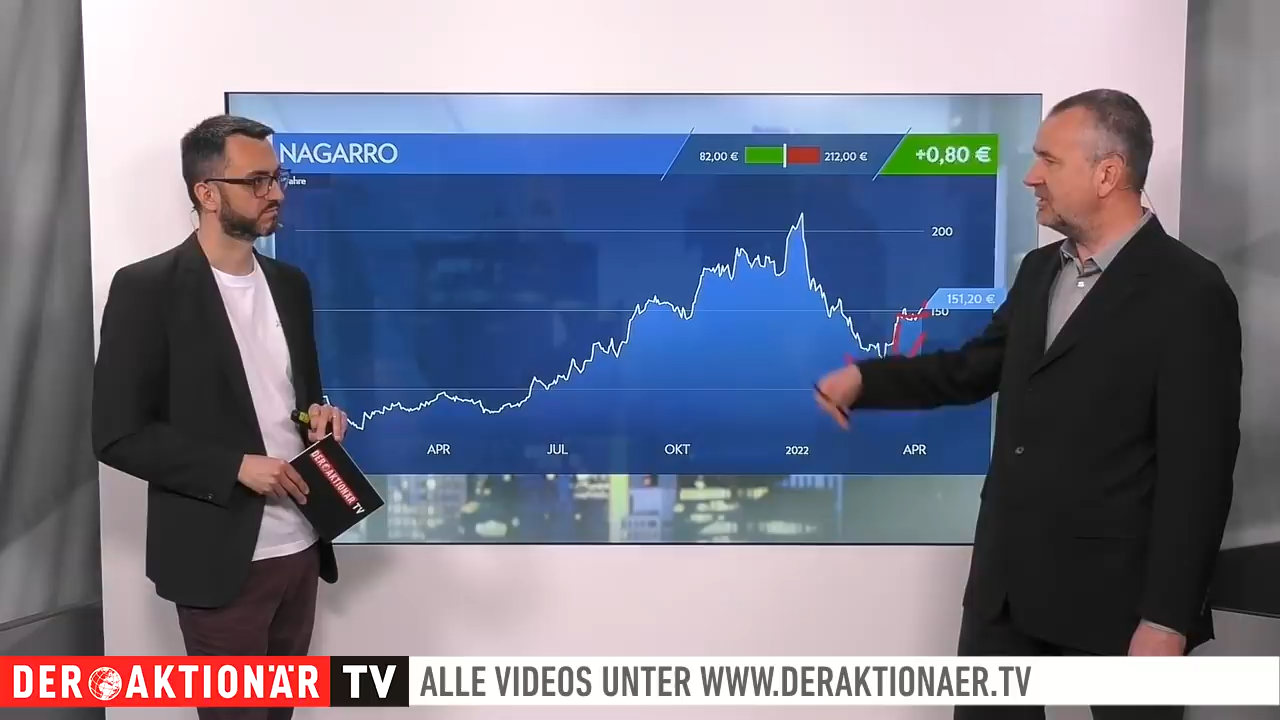 NAGARRO
82,00 €
212,00 €
+0,80 €
200
151,20 €
150
APR
JUL
OKT
2022
APR
DER AKTIONÄR TV
DER AKTIONÄR TV
ALLE VIDEOS UNTER WWW.DERAKTIONAER.TV